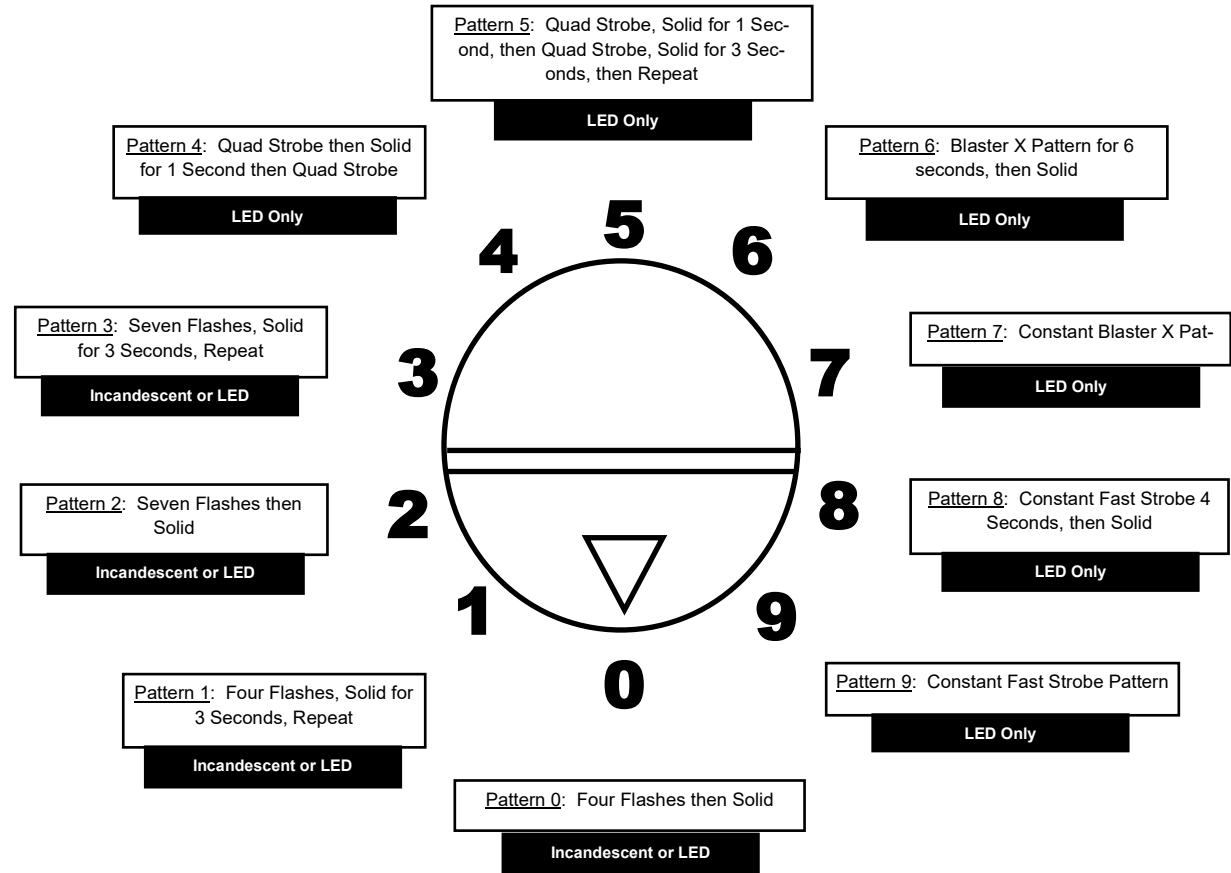 Pattern 5: Quad Strobe, Solid for 1 Sec-
ond, then Quad Strobe, Solid for 3 Sec-
onds, then Repeat
LED Only
Pattern 4: Quad Strobe then Solid
for 1 Second then Quad Strobe
LED Only
Pattern 6: Blaster X Pattern for 6
seconds, then Solid
LED Only
5
4
6
Pattern 3: Seven Flashes, Solid
for 3 Seconds, Repeat
Incandescent or LED
3
7
Pattern 7: Constant Blaster X Pat-
LED Only
Pattern 2: Seven Flashes then
Solid
Incandescent or LED
2
8
Pattern 8: Constant Fast Strobe 4
Seconds, then Solid
LED Only
1
9
0
Pattern 1: Four Flashes, Solid for
3 Seconds, Repeat
Incandescent or LED
Pattern 9: Constant Fast Strobe Pattern
LED Only
Pattern 0: Four Flashes then Solid
Incandescent or LED